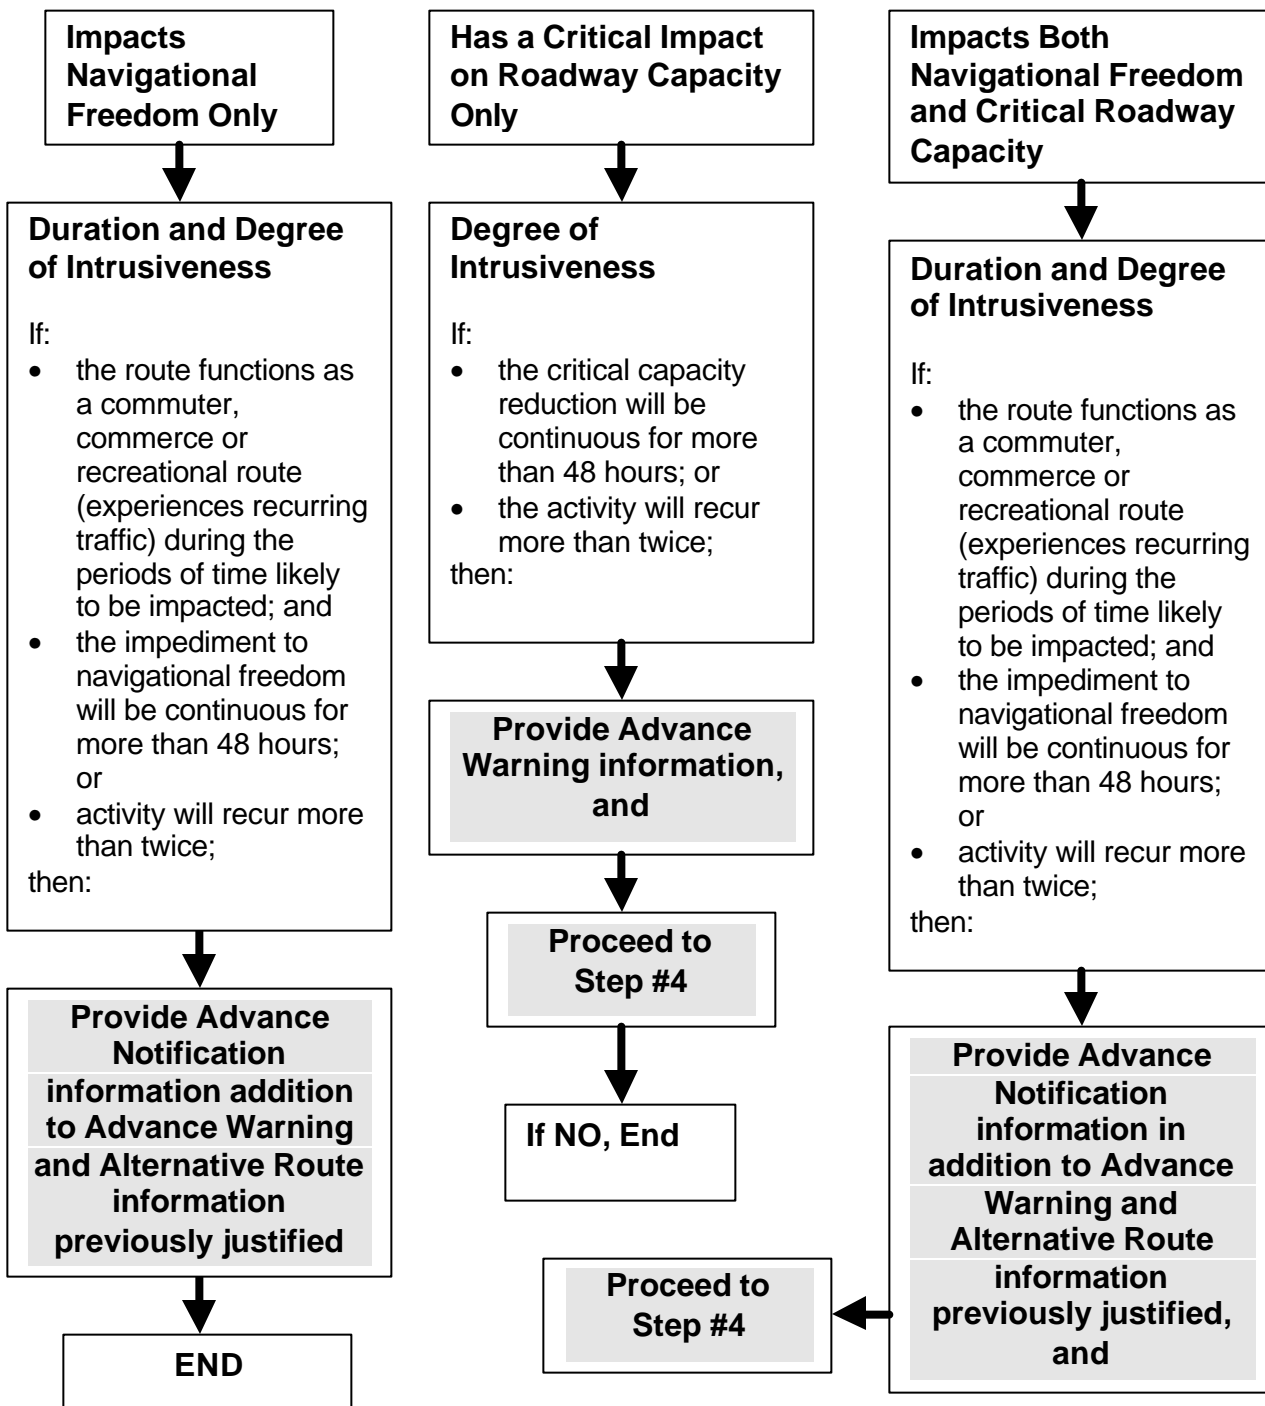 Impacts
Navigational
Freedom Only
Duration and Degree
of Intrusiveness
If:
• the route functions as
a commuter,
commerce or
recreational route
(experiences recurring
traffic) during the
periods of time likely
to be impacted; and
• the impediment to
navigational freedom
will be continuous for
more than 48 hours;
or
• activity will recur more
than twice;
then:
Provide Advance
Notification
information addition
to Advance Warning
and Alternative Route
information
previously justified
END
Has a Critical Impact
on Roadway Capacity
Only
Degree of
Intrusiveness
If:
• the critical capacity
reduction will be
continuous for more
than 48 hours; or
• the activity will recur
more than twice;
then:
Provide Advance
Warning information,
and
Proceed to
Step #4
If NO, End
Impacts Both
Navigational Freedom
and Critical Roadway
Capacity
Duration and Degree
of Intrusiveness
If:
• the route functions as
a commuter,
commerce or
recreational route
(experiences recurring
traffic) during the
periods of time likely
to be impacted; and
• the impediment to
navigational freedom
will be continuous for
more than 48 hours;
or
• activity will recur more
than twice;
then:
Provide Advance
Notification
information in
addition to Advance
Warning and
Alternative Route
information
previously justified,
and
Proceed to
Step #4